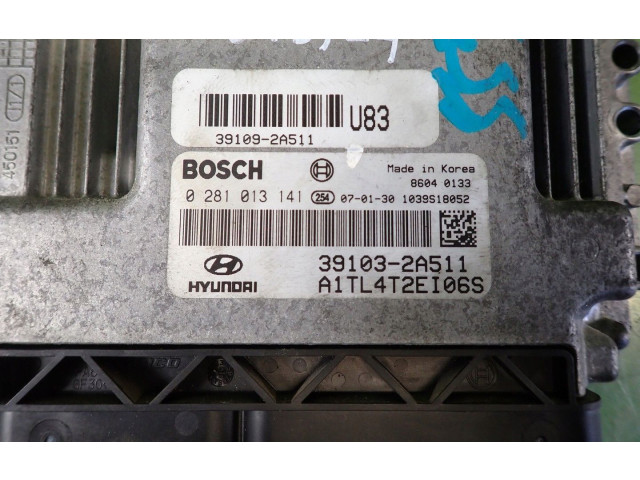 U83
39109-2A511
BOSCH
Made in Korea
8604 0133
0 281 013 141 254 07-01-30 1039S18052
39103-2A511
HYUNDAI
A1TL4T2EI06S
450151